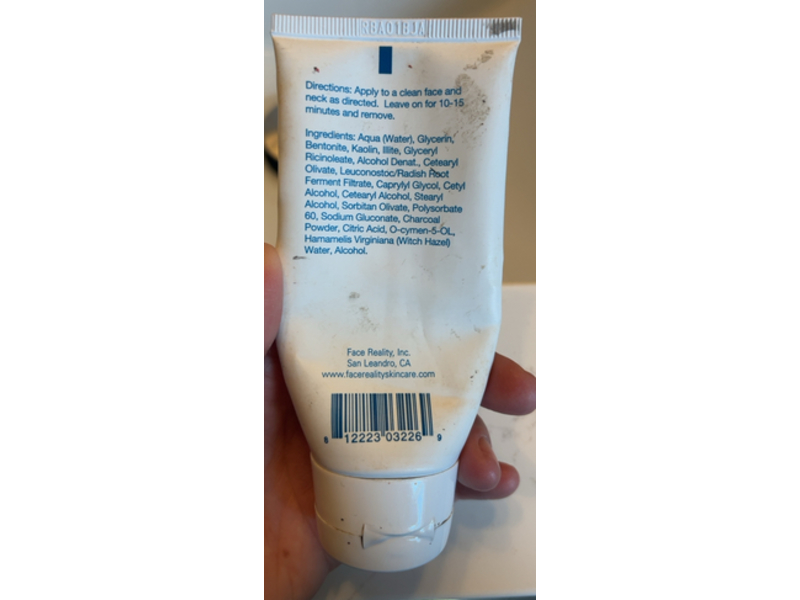 R8A01BJA
Directions: Apply to a clean face and
neck as directed. Leave on for 10-15
minutes and remove.
Ingredients: Aqua (Water), Glycerin,
Bentonite, Kaolin, Illite, Glyceryl
Ricinoleate, Alcohol Denat., Cetearyl
Olivate, Leuconostoc/Radish Root
Ferment Filtrate, Caprylyl Glycol, Cetyl
Alcohol, Cetearyl Alcohol, Stearyl
Alcohol, Sorbitan Olivate, Polysorbate
60, Sodium Gluconate, Charcoal
Powder, Citric Acid, O-cymen-5-OL,
Hamamelis Virginiana (Witch Hazel)
Water, Alcohol.
Face Reality, Inc.
San Leandro, CA
www.facerealityskincare.com
8 12223 03226 9